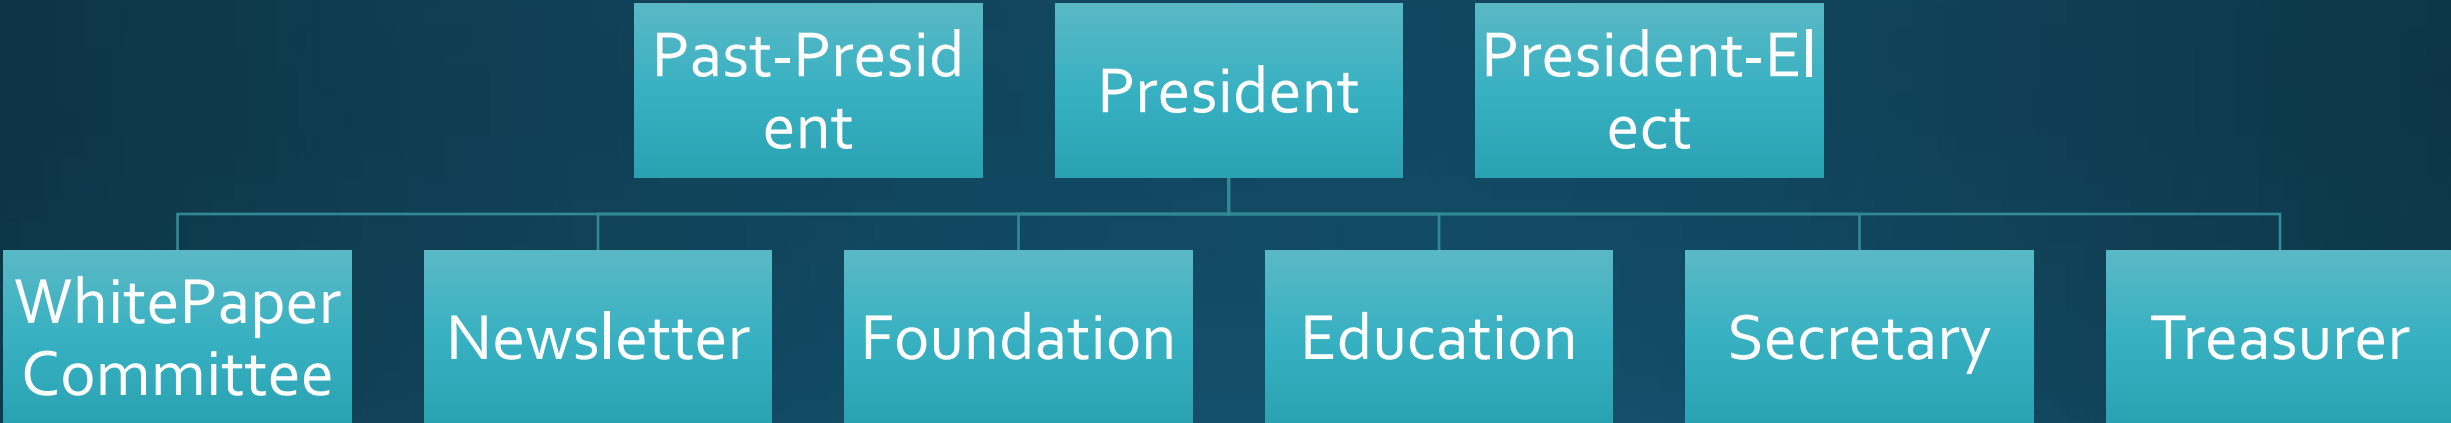 Past-Presid
ent
President
President-El
ect
WhitePaper
Committee
Newsletter
Foundation
Education
Secretary
Treasurer